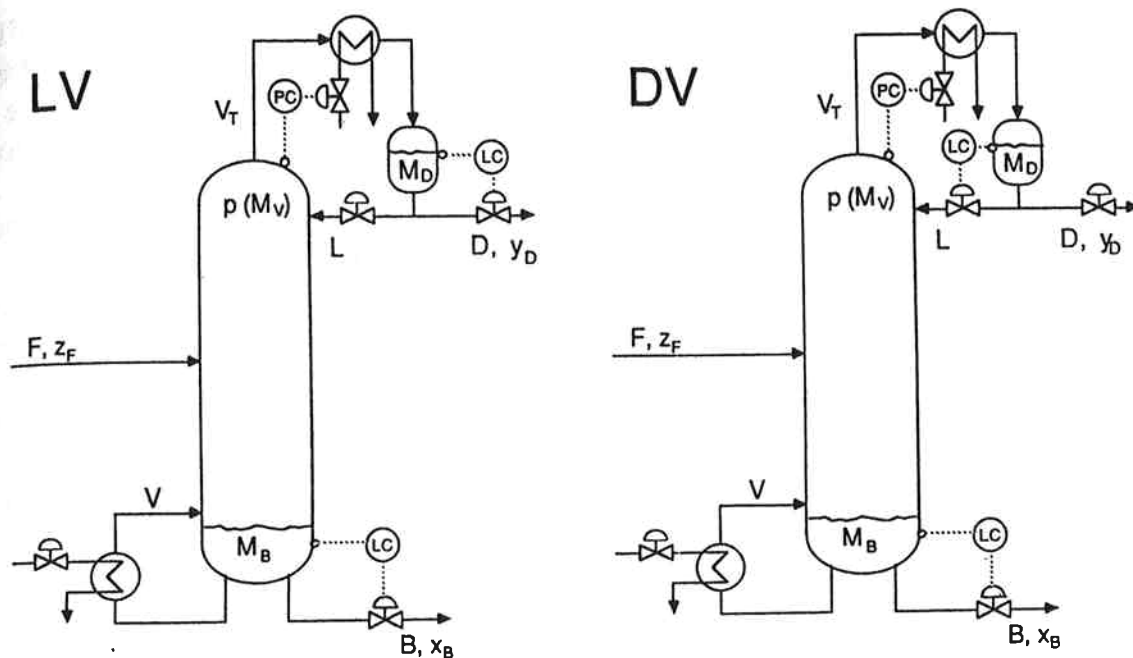 LV
V_T
PC
LC
M_D
p (M_V)
L
D, y_D
F, z_F
V
M_B
LC
B, x_B
DV
V_T
PC
LC
M_D
p (M_V)
L
D, y_D
F, z_F
V
M_B
LC
B, x_B